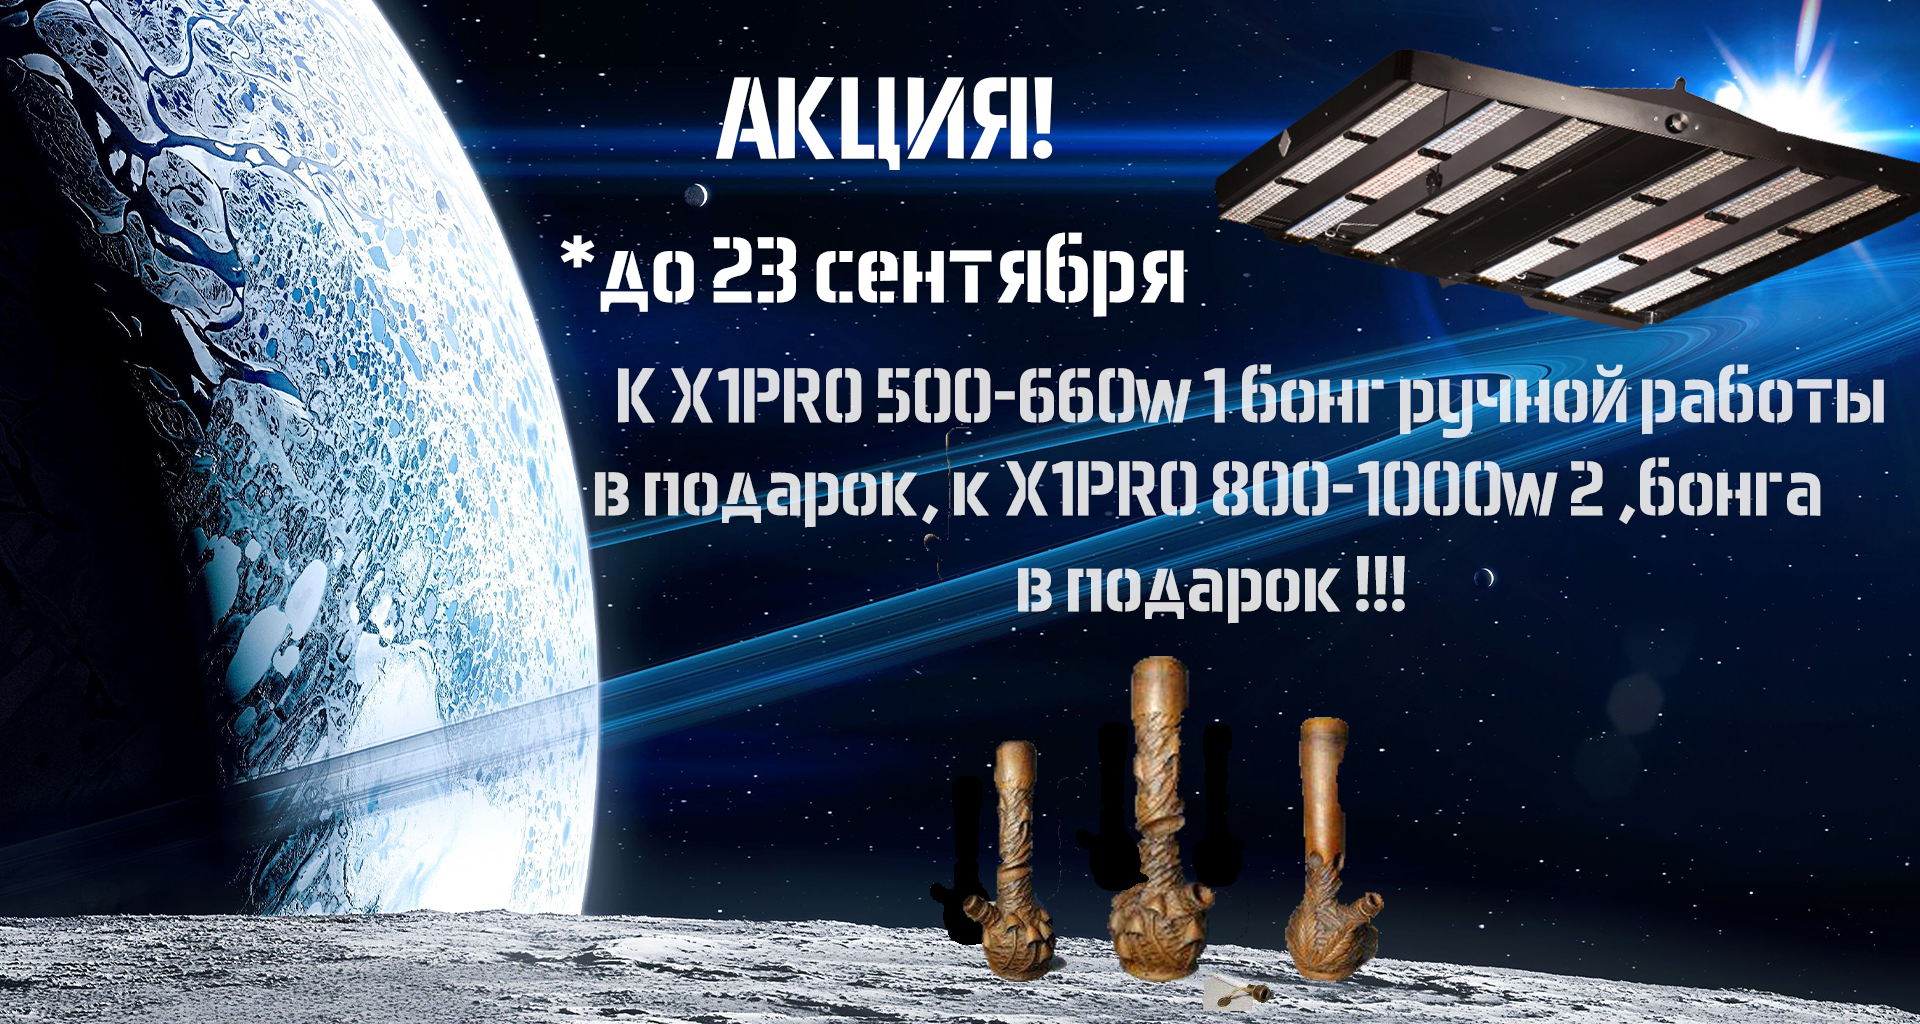 АКЦИЯ!
*до 23 сентября
К X1PRO 500-660w 1 бонг ручной работы
в подарок, к X1PRO 800-1000w 2 ,бонга
в подарок !!!